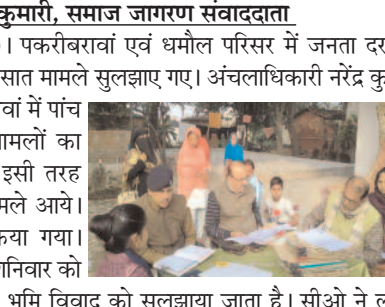 कुमारी, समाज जागरण संवाददाता
। पकरीबरावां एवं धमौल परिसर में जनता दर
सात मामले सुलझाए गए। अंचलाधिकारी नरेंद्र कु
वां में पांच
ामलों का
इसी तरह
मले आये।
कया गया।
ानिवार को
भूमि विवाद को सुलझाया जाता है। सीओ ने